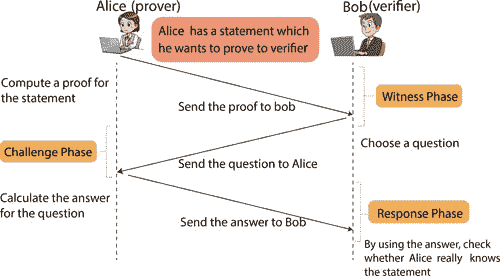 Alice (prover)
Bob (verifier)
Alice has a statement which
he wants to prove to verifier
Compute a proof for
the statement
Send the proof to bob
Witness Phase
Choose a question
Challenge Phase
Send the question to Alice
Calculate the answer
for the question
Send the answer to Bob
Response Phase
By using the answer, check
whether Alice really knows
the statement